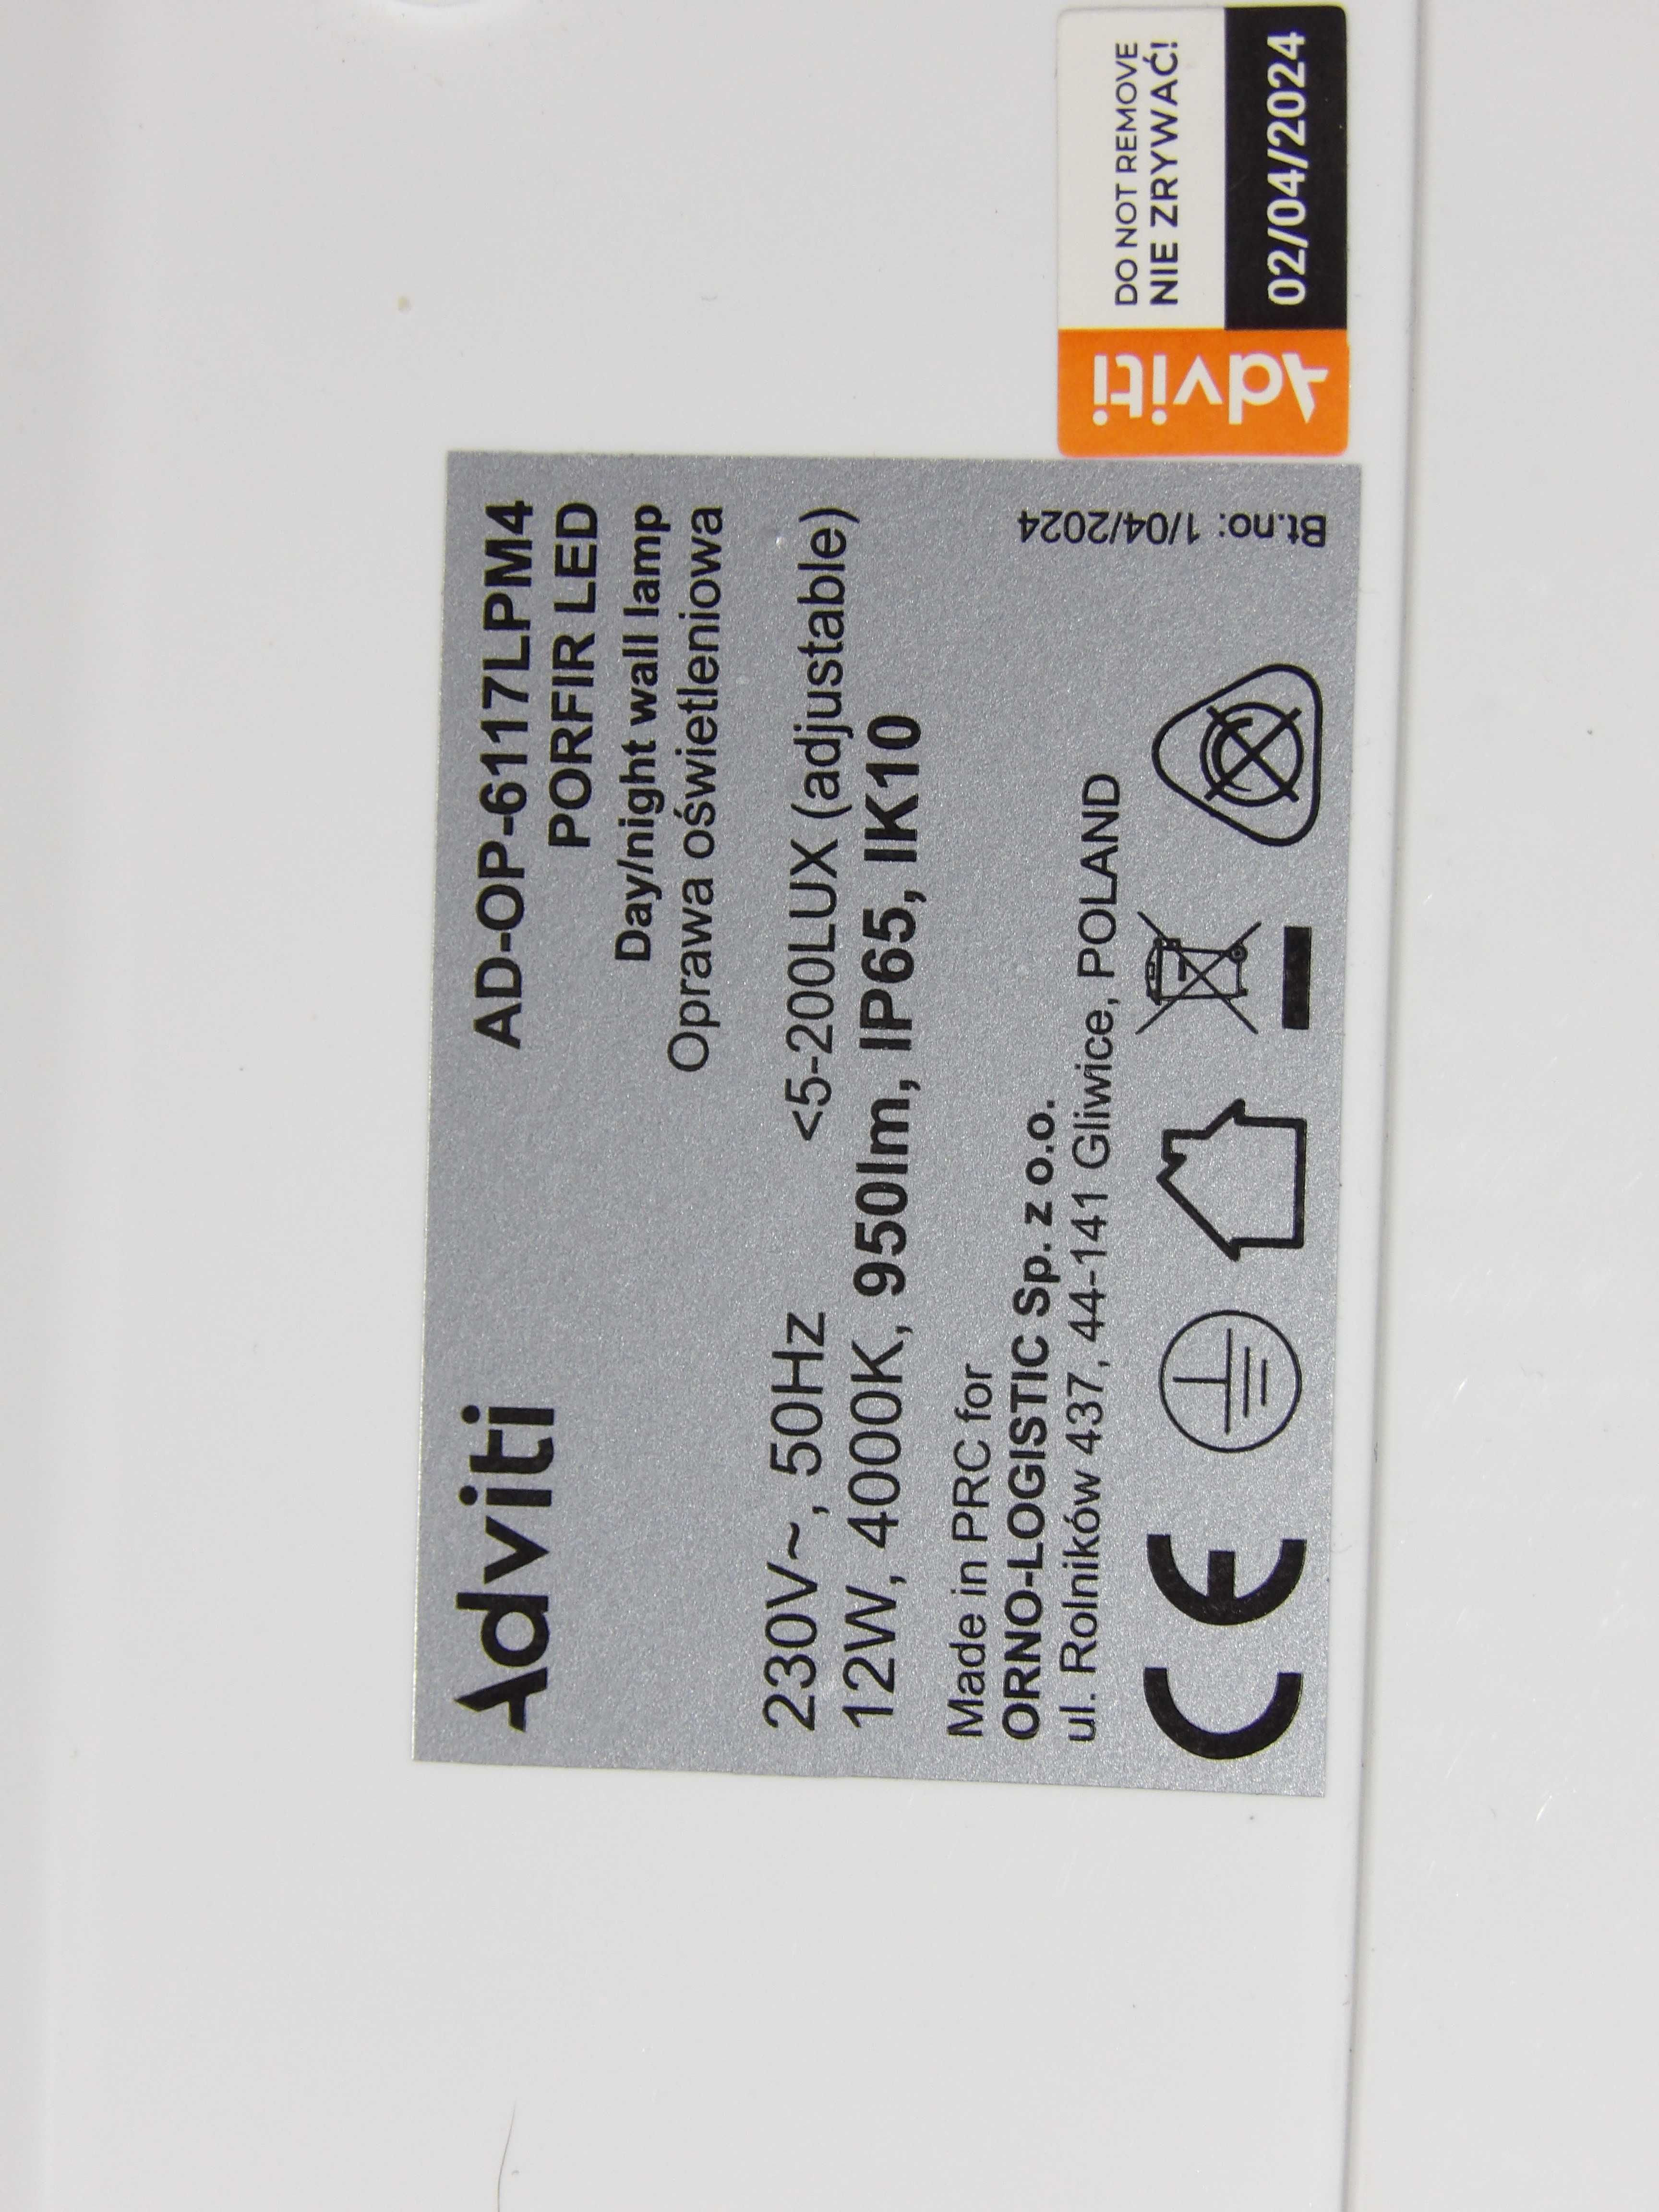 Adviti
AD-OP-6117LPM4
PORFIR LED
Day/night wall lamp
Oprawa oświetleniowa
230V~, 50Hz <5-200LUX (adjustable)
12W, 4000K, 950lm, IP65, IK10
Made in PRC for
ORNO-LOGISTIC Sp. z o.o.
ul. Rolników 437, 44-141 Gliwice, POLAND
CE
Bt.no: 1/04/2024
Adviti
DO NOT REMOVE
NIE ZRYWAĆ!
02/04/2024